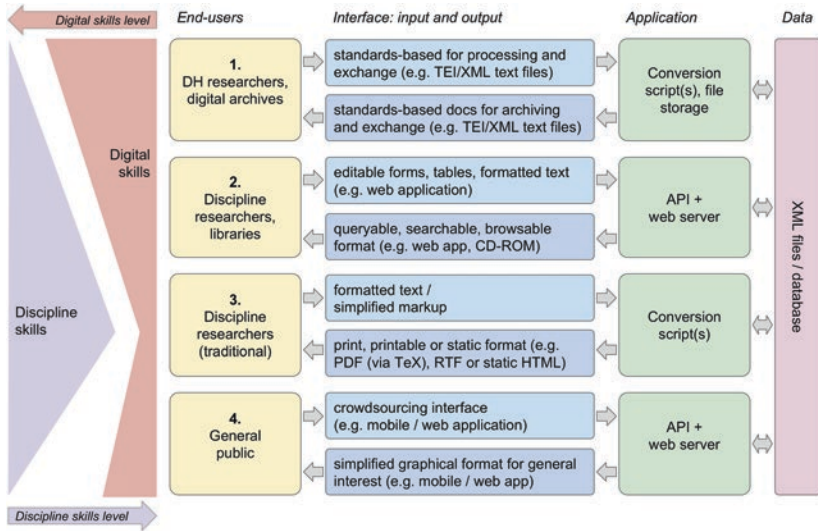 Digital skills level
End-users
Interface: input and output
Application
Data
Digital
skills
Discipline
skills
1.
DH researchers,
digital archives
standards-based for processing and
exchange (e.g. TEI/XML text files)
standards-based docs for archiving
and exchange (e.g. TEI/XML text files)
Conversion
script(s), file
storage
2.
Discipline
researchers,
libraries
editable forms, tables, formatted text
(e.g. web application)
queryable, searchable, browsable
format (e.g. web app, CD-ROM)
API +
web server
3.
Discipline
researchers
(traditional)
formatted text /
simplified markup
print, printable or static format (e.g.
PDF (via TeX), RTF or static HTML)
Conversion
script(s)
4.
General
public
crowdsourcing interface
(e.g. mobile / web application)
simplified graphical format for general
interest (e.g. mobile / web app)
API +
web server
XML files / database
Discipline skills level